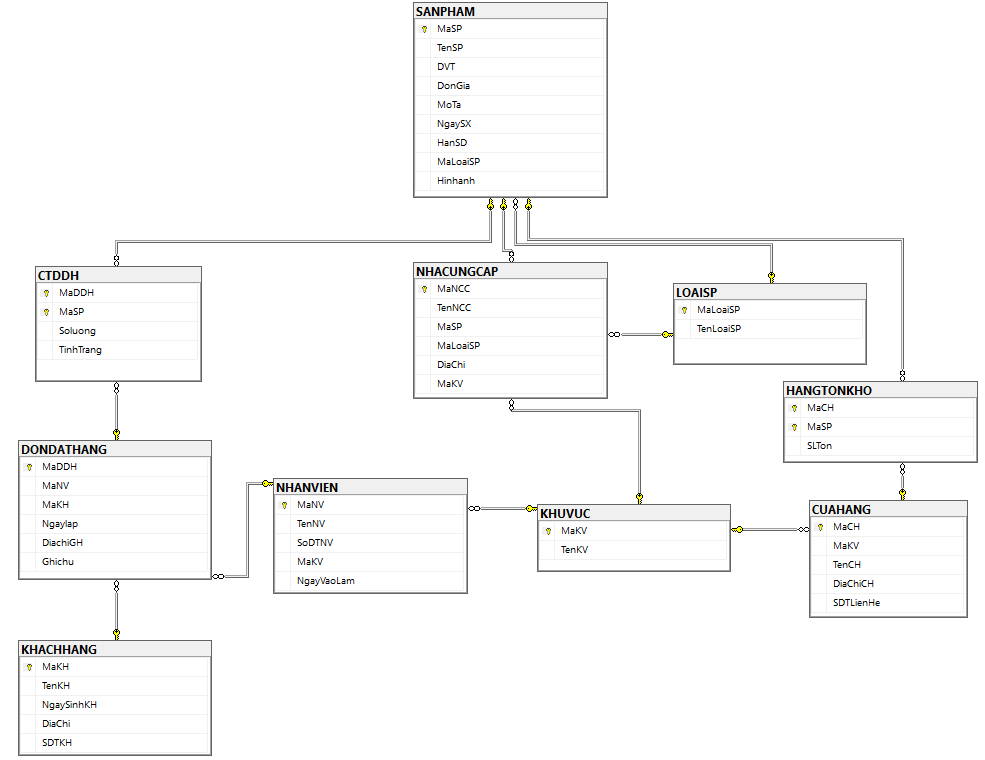 SANPHAM
MaSP
TenSP
DVT
DonGia
MoTa
NgaySX
HanSD
MaLoaiSP
Hinhanh
CTDDH
MaDDH
MaSP
Soluong
TinhTrang
NHACUNGCAP
MaNCC
TenNCC
MaSP
MaLoaiSP
DiaChi
MaKV
LOAISP
MaLoaiSP
TenLoaiSP
HANGTONKHO
MaCH
MaSP
SLTon
DONDATHANG
MaDDH
MaNV
MaKH
Ngaylap
DiachiGH
Ghichu
NHANVIEN
MaNV
TenNV
SoDTNV
MaKV
NgayVaoLam
KHUVUC
MaKV
TenKV
CUAHANG
MaCH
MaKV
TenCH
DiaChiCH
SDTLienHe
KHACHHANG
MaKH
TenKH
NgaySinhKH
DiaChi
SDTKH